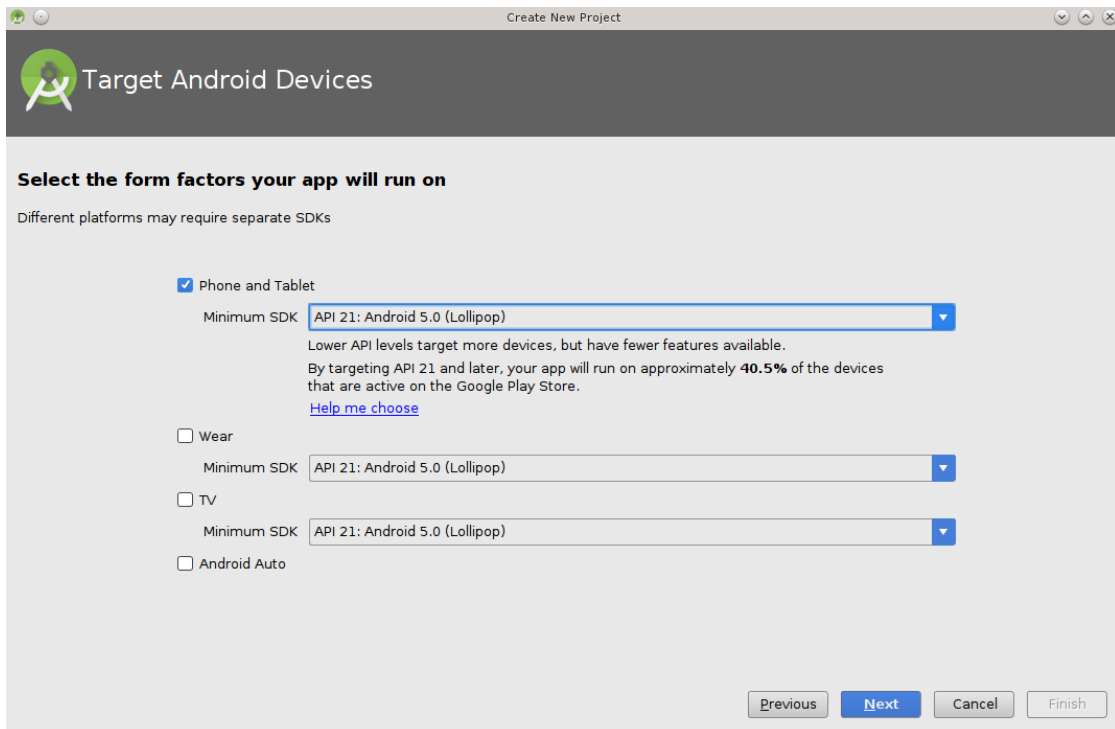 Create New Project
Target Android Devices
Select the form factors your app will run on
Different platforms may require separate SDKs
Phone and Tablet
Minimum SDK API 21: Android 5.0 (Lollipop)
Lower API levels target more devices, but have fewer features available.
By targeting API 21 and later, your app will run on approximately 40.5% of the devices
that are active on the Google Play Store.
Help me choose
Wear
Minimum SDK API 21: Android 5.0 (Lollipop)
TV
Minimum SDK API 21: Android 5.0 (Lollipop)
Android Auto
Previous Next Cancel Finish